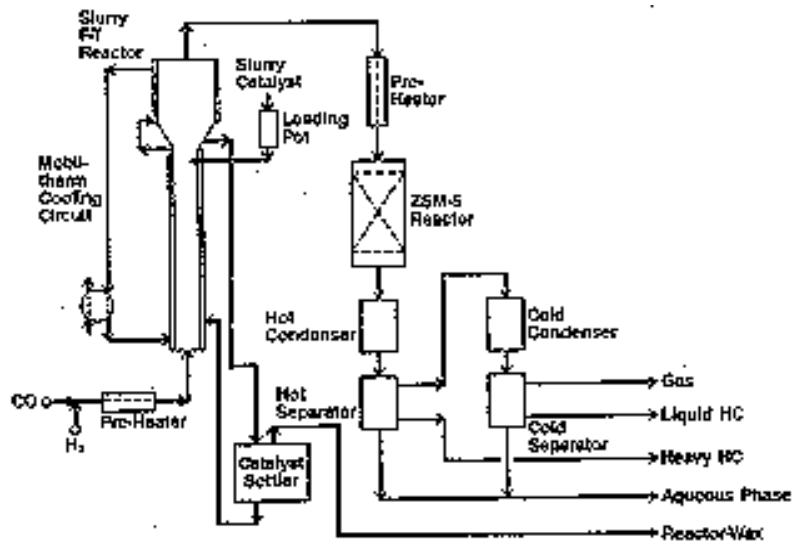 Slurry
F-T
Reactor
Slurry
Catalyst
Loading
Pot
Pre-
Heater
Mobil-
therm
Cooling
Circuit
ZSM-5
Reactor
Hot
Condenser
Cold
Condenser
CO
H₂
Pre-Heater
Hot
Separator
Cold
Separator
Catalyst
Settler
Gas
Liquid HC
Heavy HC
Aqueous Phase
Reactor-Wax